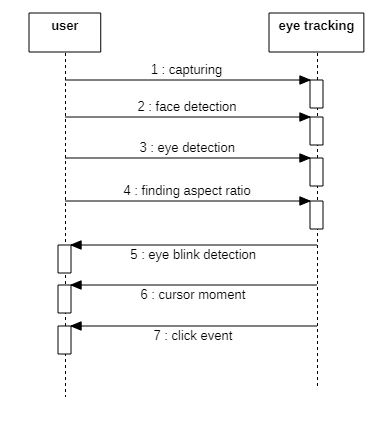 user
eye tracking
1 : capturing
2 : face detection
3 : eye detection
4 : finding aspect ratio
5 : eye blink detection
6 : cursor moment
7 : click event